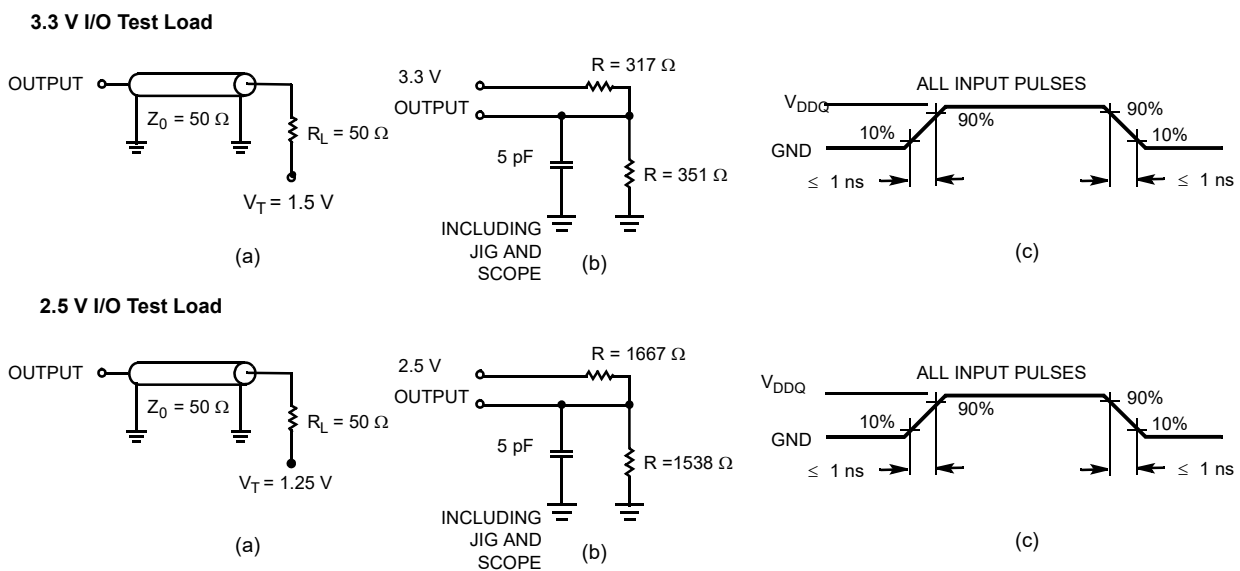 3.3 V I/O Test Load
OUTPUT
Z0 = 50 Ω
RL = 50 Ω
VT = 1.5 V
(a)
3.3 V
OUTPUT
R = 317 Ω
5 pF
R = 351 Ω
INCLUDING
JIG AND
SCOPE
(b)
ALL INPUT PULSES
VDDQ
GND
10%
90%
90%
10%
≤ 1 ns
≤ 1 ns
(c)
2.5 V I/O Test Load
OUTPUT
Z0 = 50 Ω
RL = 50 Ω
VT = 1.25 V
(a)
2.5 V
OUTPUT
R = 1667 Ω
5 pF
R =1538 Ω
INCLUDING
JIG AND
SCOPE
(b)
ALL INPUT PULSES
VDDQ
GND
10%
90%
90%
10%
≤ 1 ns
≤ 1 ns
(c)